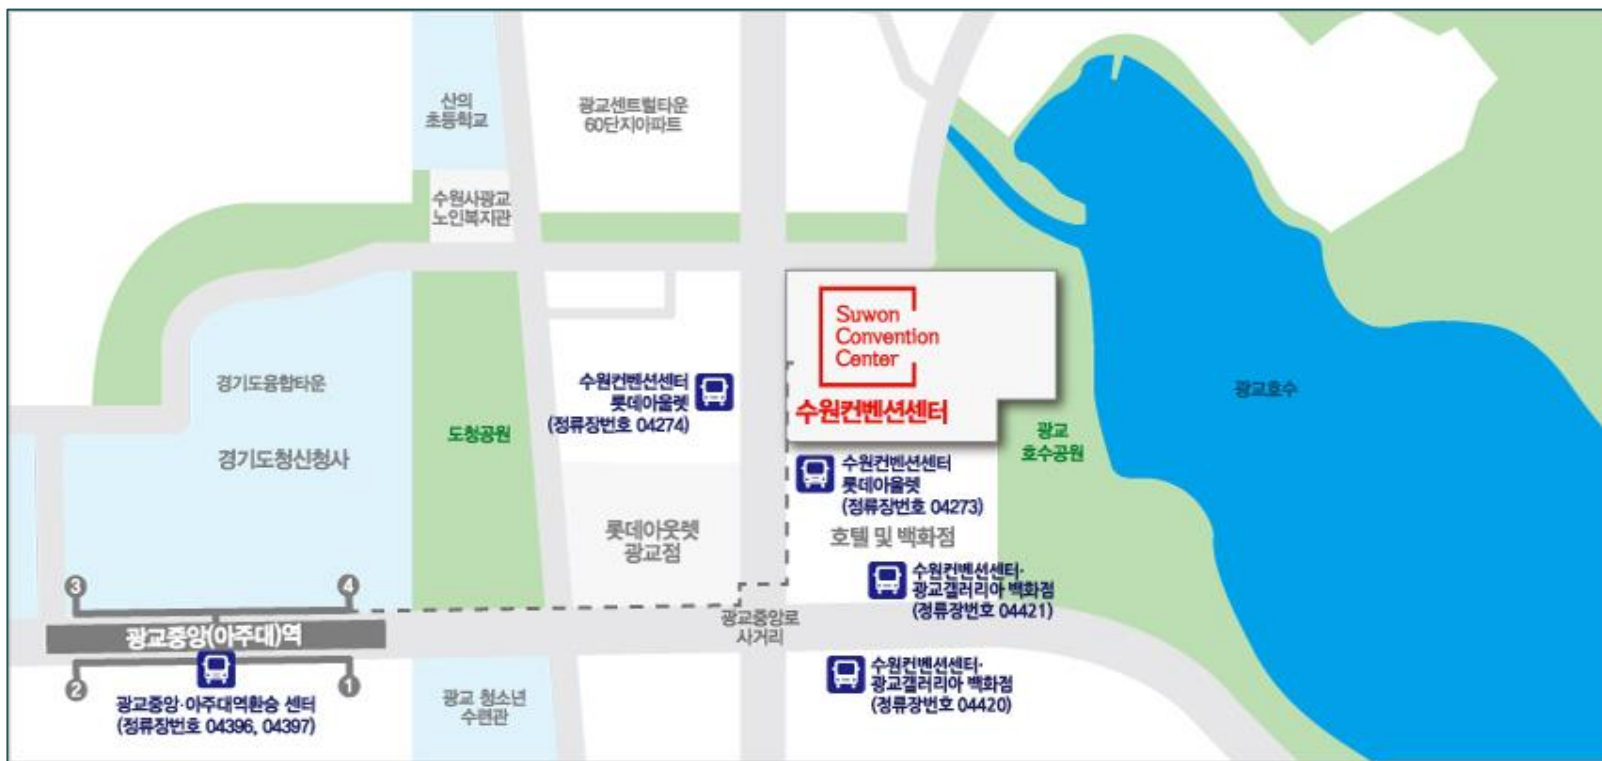 산의
초등학교
광교센트럴타운
60단지아파트
수원시광교
노인복지관
Suwon
Convention
Center
수원컨벤션센터
경기도융합타운
경기도청신청사
도청공원
수원컨벤션센터
롯데아울렛
(정류장번호 04274)
광교호수
광교
호수공원
수원컨벤션센터
롯데아울렛
(정류장번호 04273)
롯데아웃렛
광교점
호텔 및 백화점
수원컨벤션센터·
광교갤러리아 백화점
(정류장번호 04421)
3
4
광교중앙로
사거리
광교중앙(아주대)역
2
1
수원컨벤션센터·
광교갤러리아 백화점
(정류장번호 04420)
광교중앙·아주대역환승 센터
(정류장번호 04396, 04397)
광교 청소년
수련관